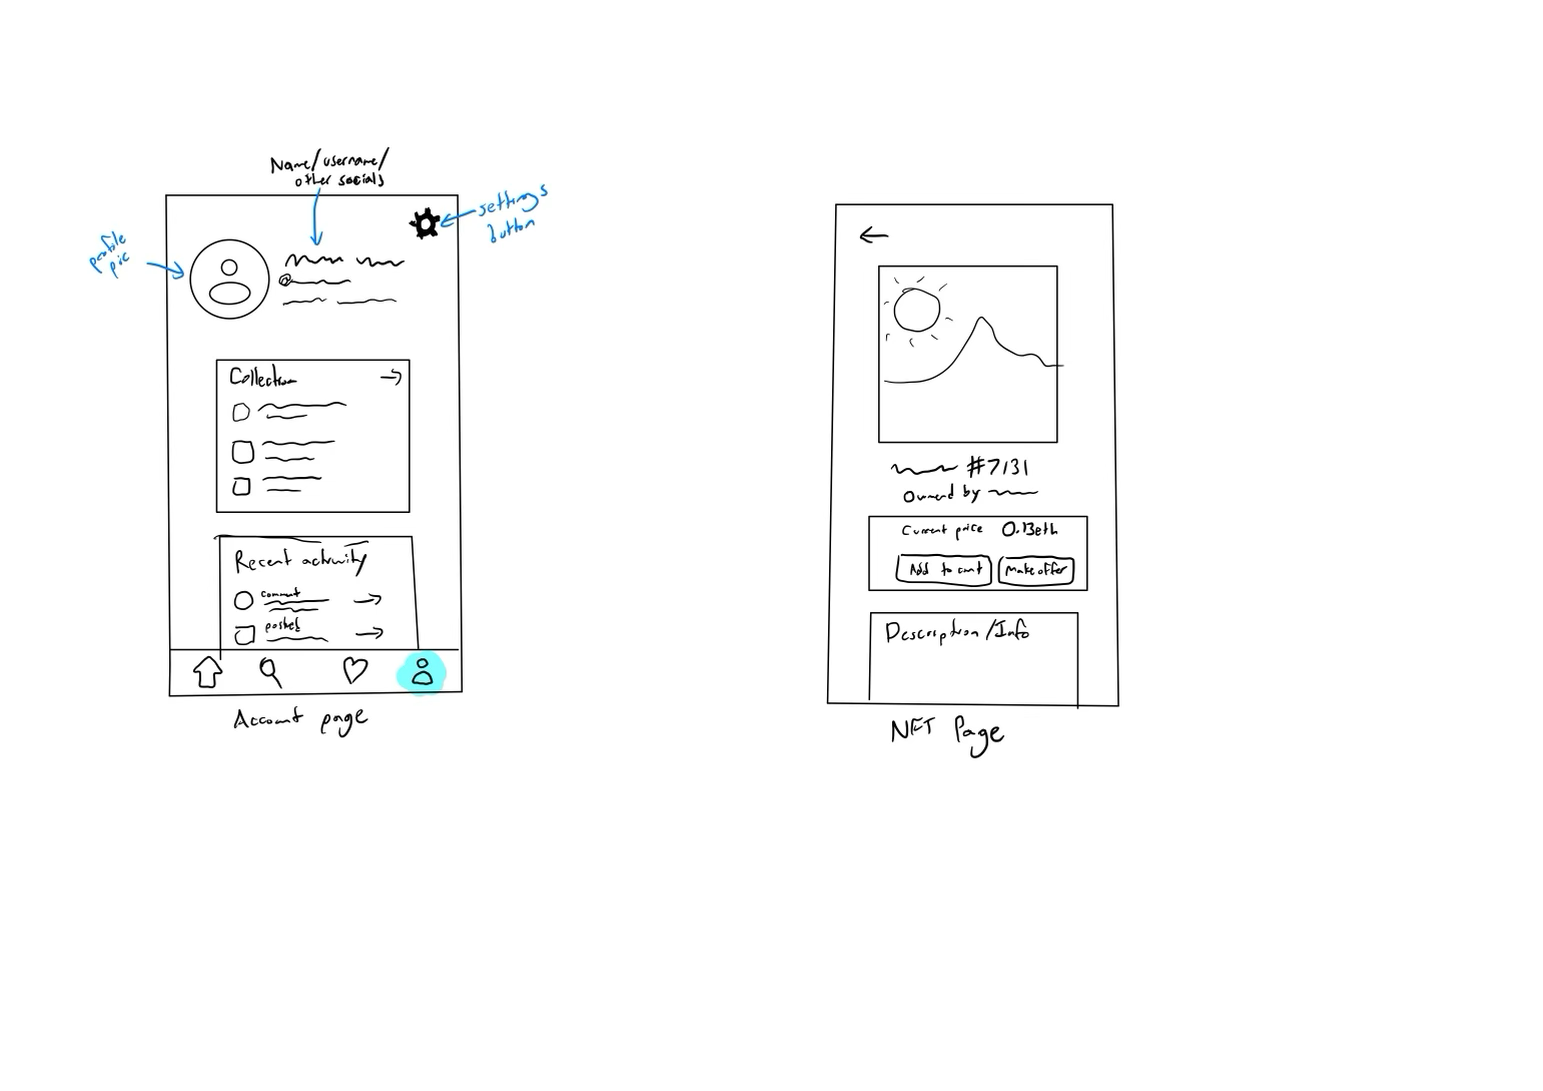 Name/username/
other socials
settings
button
profile
pic
Collection
Recent activity
comment
posted
Account page
#7131
Owned by
Current price 0.13eth
Add to cart
Make offer
Description/Info
NFT Page